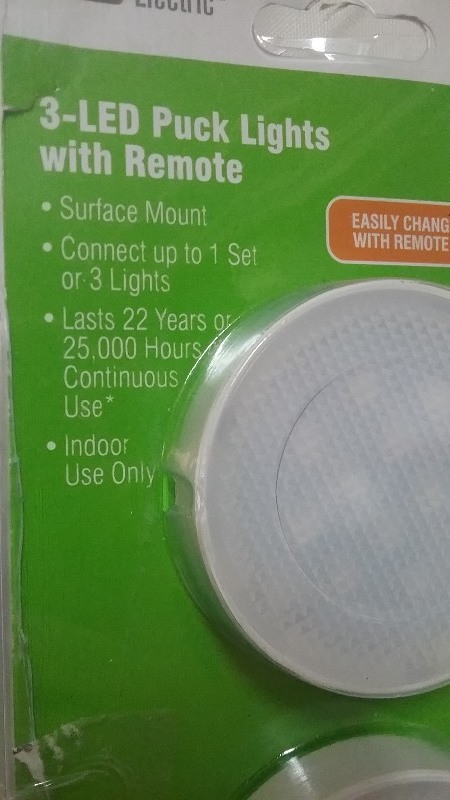 Electric
3-LED Puck Lights
with Remote
• Surface Mount
• Connect up to 1 Set
or 3 Lights
• Lasts 22 Years or
25,000 Hours
Continuous
Use*
• Indoor
Use Only
EASILY CHANG
WITH REMOTE